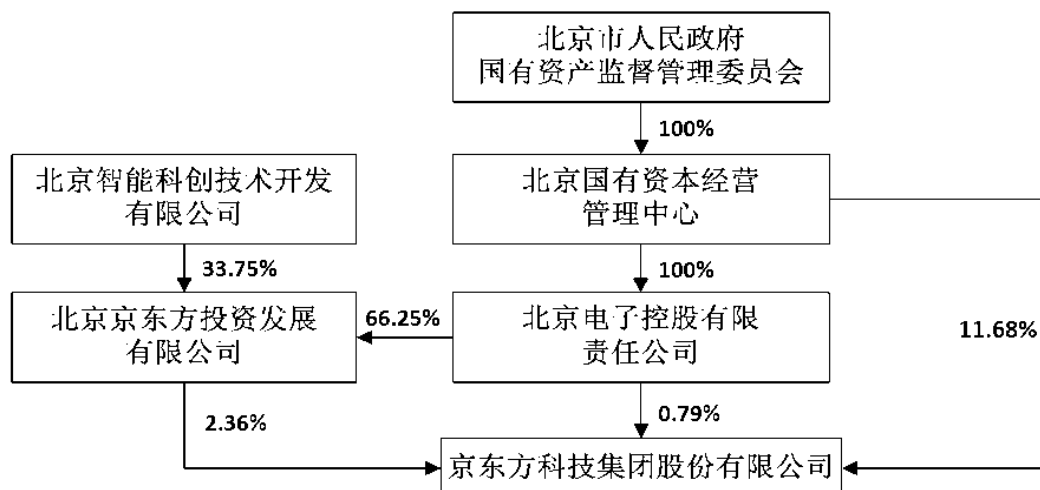 北京市人民政府
国有资产监督管理委员会
100%
北京智能科创技术开发
有限公司
北京国有资本经营
管理中心
33.75%
100%
北京京东方投资发展
有限公司
66.25%
北京电子控股有限
责任公司
11.68%
2.36%
0.79%
京东方科技集团股份有限公司